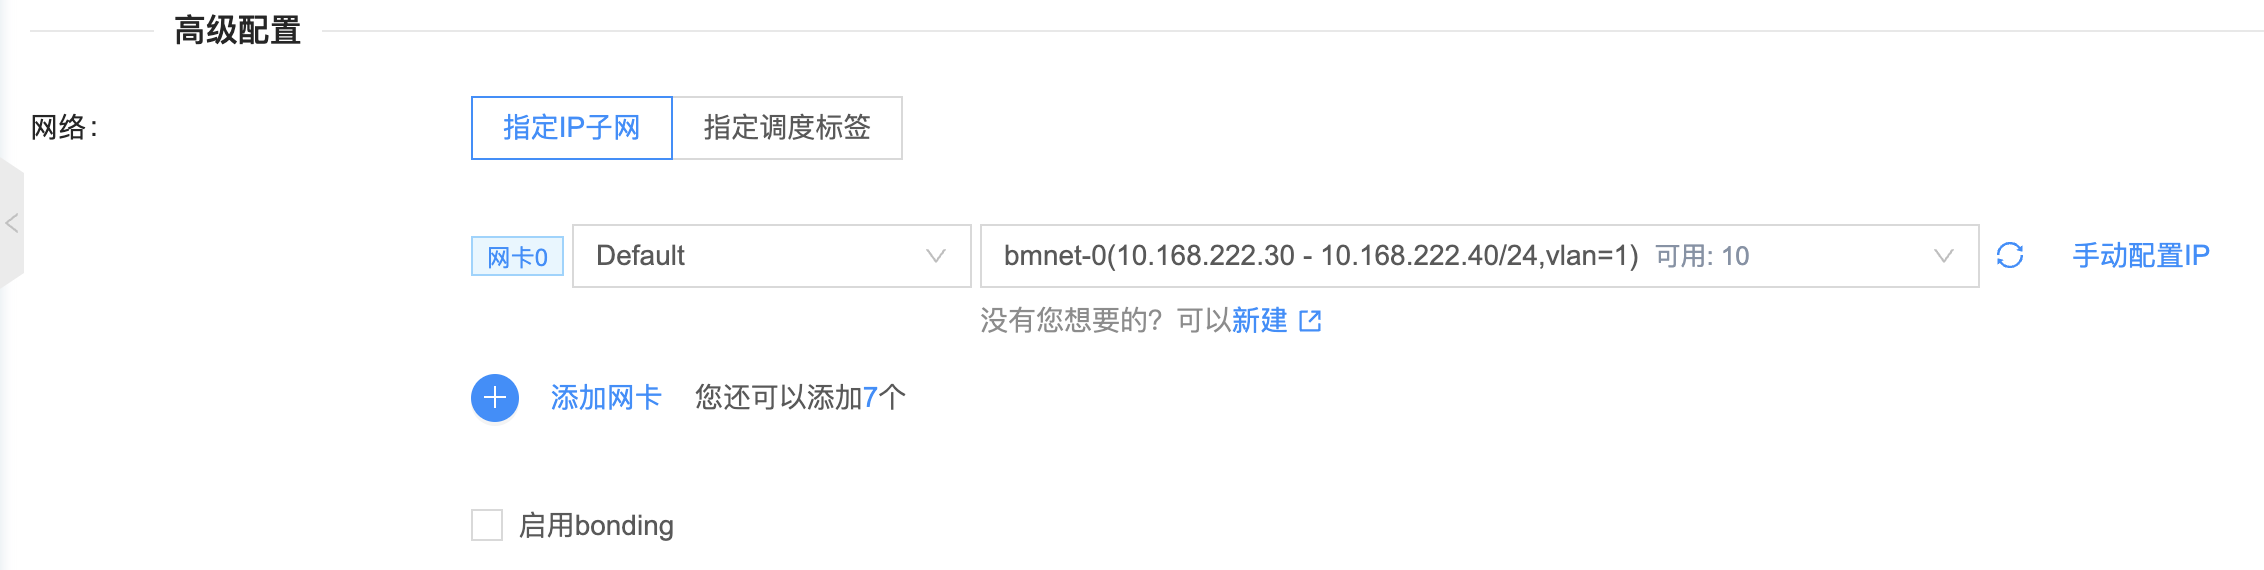 高级配置
网络：
指定IP子网 指定调度标签
网卡0 Default bmnet-0(10.168.222.30 - 10.168.222.40/24,vlan=1) 可用: 10 手动配置IP
没有您想要的？可以新建
添加网卡 您还可以添加7个
启用bonding